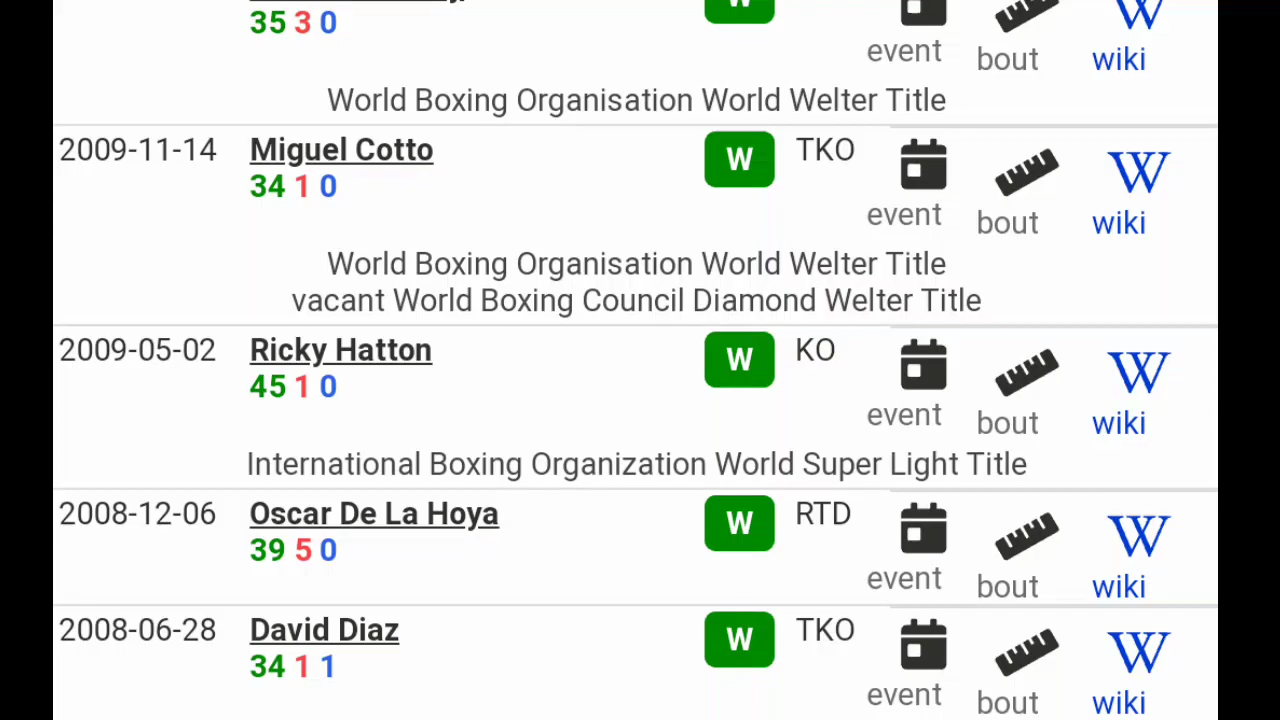 35 3 0
W
event
bout
wiki
World Boxing Organisation World Welter Title
2009-11-14 Miguel Cotto W TKO W
34 1 0
event bout wiki
World Boxing Organisation World Welter Title
vacant World Boxing Council Diamond Welter Title
2009-05-02 Ricky Hatton W KO W
45 1 0
event bout wiki
International Boxing Organization World Super Light Title
2008-12-06 Oscar De La Hoya W RTD W
39 5 0
event bout wiki
2008-06-28 David Diaz W TKO W
34 1 1
event bout wiki